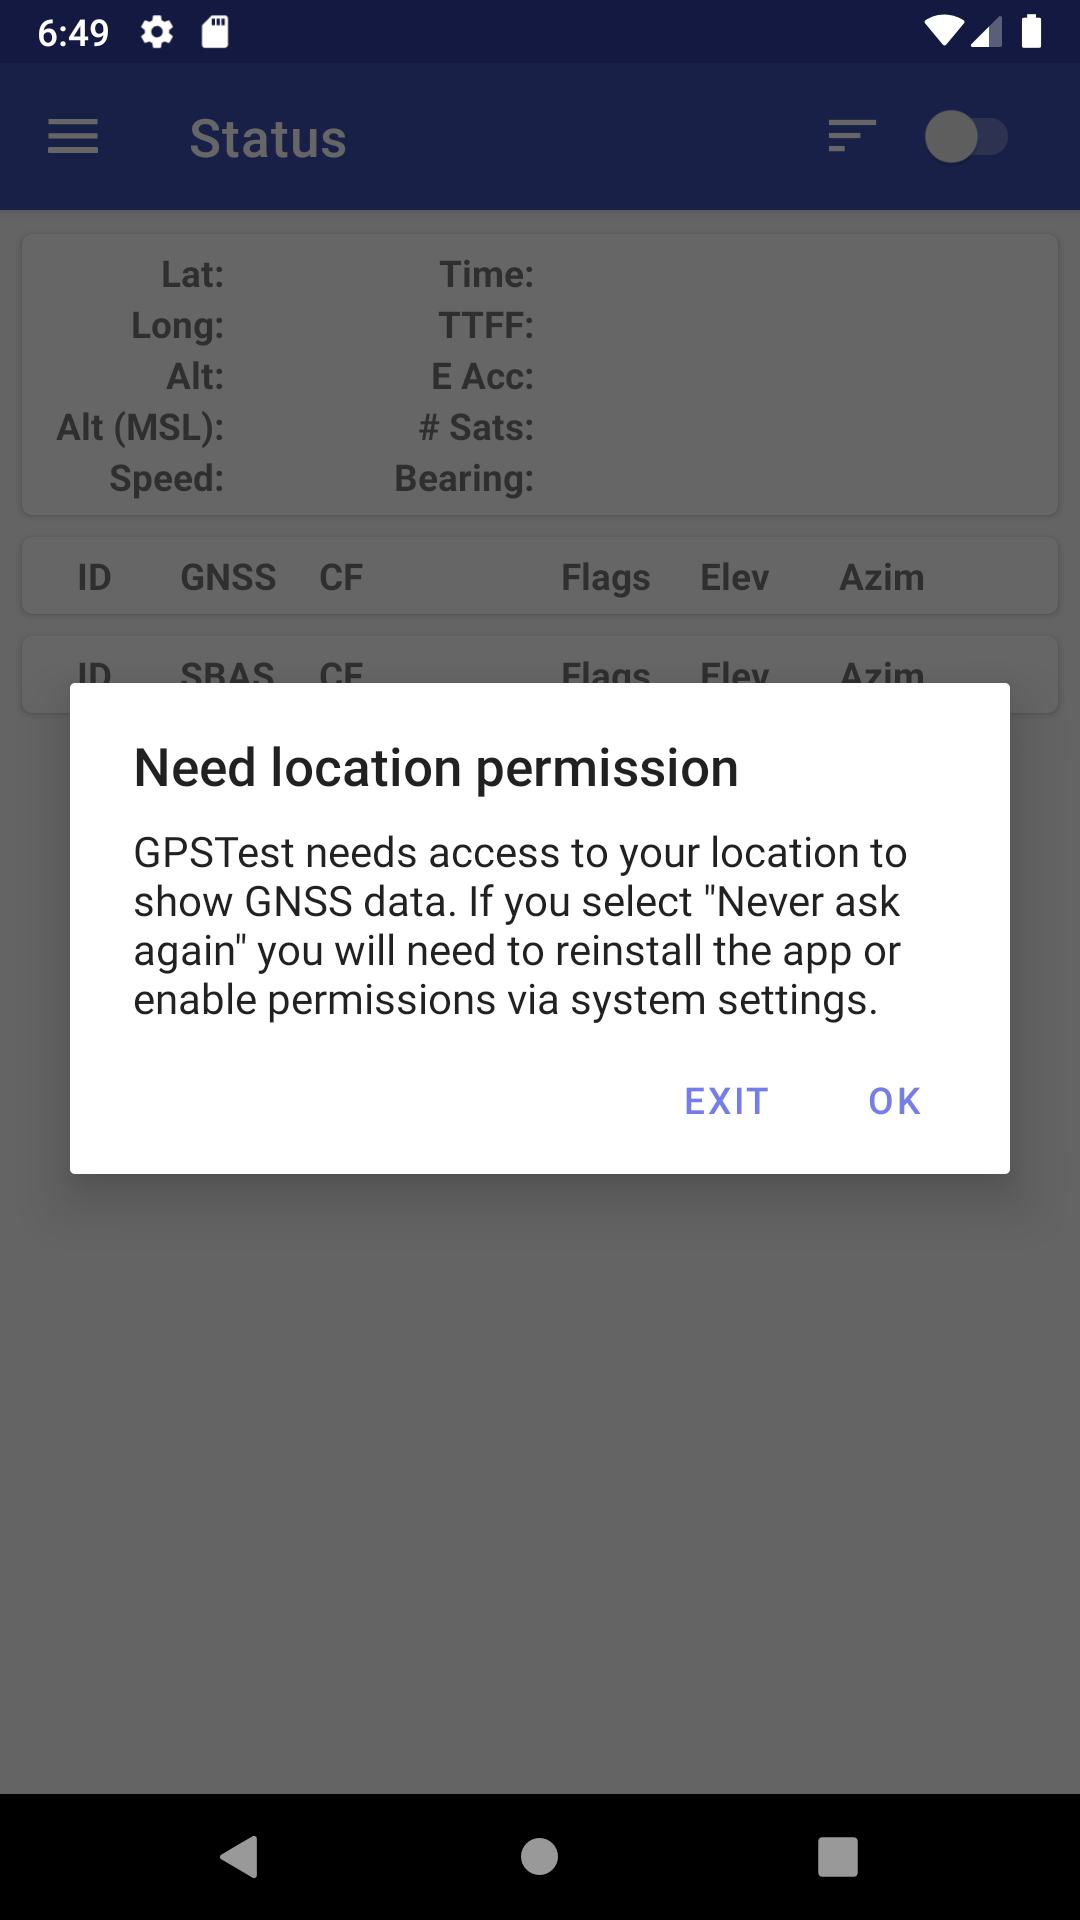 6:49
Status
Lat: Time:
Long: TTFF:
Alt: E Acc:
Alt (MSL): # Sats:
Speed: Bearing:
ID GNSS CF Flags Elev Azim
ID SBAS CF Flags Elev Azim
Need location permission
GPSTest needs access to your location to
show GNSS data. If you select "Never ask
again" you will need to reinstall the app or
enable permissions via system settings.
EXIT OK